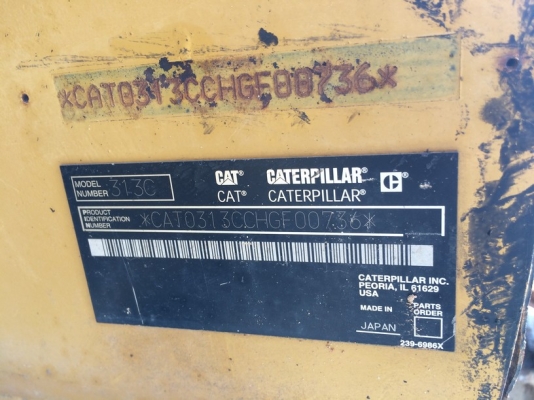 *CAT0313CCHGF00736*
MODEL NUMBER 313C
CAT® CATERPILLAR® C
CAT® CATERPILLAR®
PRODUCT IDENTIFICATION NUMBER *CAT0313CCHGF00736*
CATERPILLAR INC.
PEORIA, IL 61629
USA
MADE IN
JAPAN
PARTS ORDER
239-6986X